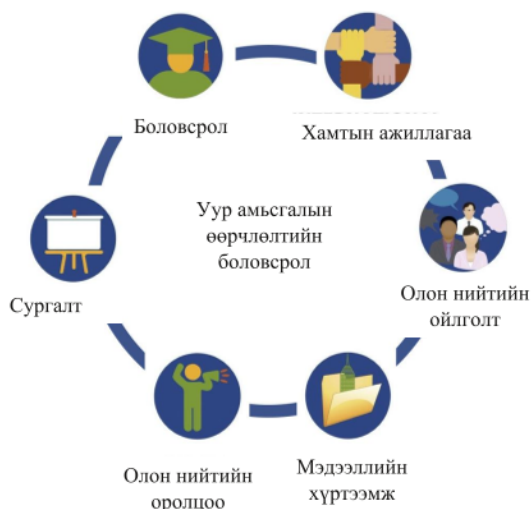 Боловсрол
Хамтын ажиллагаа
Уур амьсгалын
өөрчлөлтийн
боловсрол
Сургалт
Олон нийтийн
ойлголт
Олон нийтийн
оролцоо
Мэдээллийн
хүртээмж